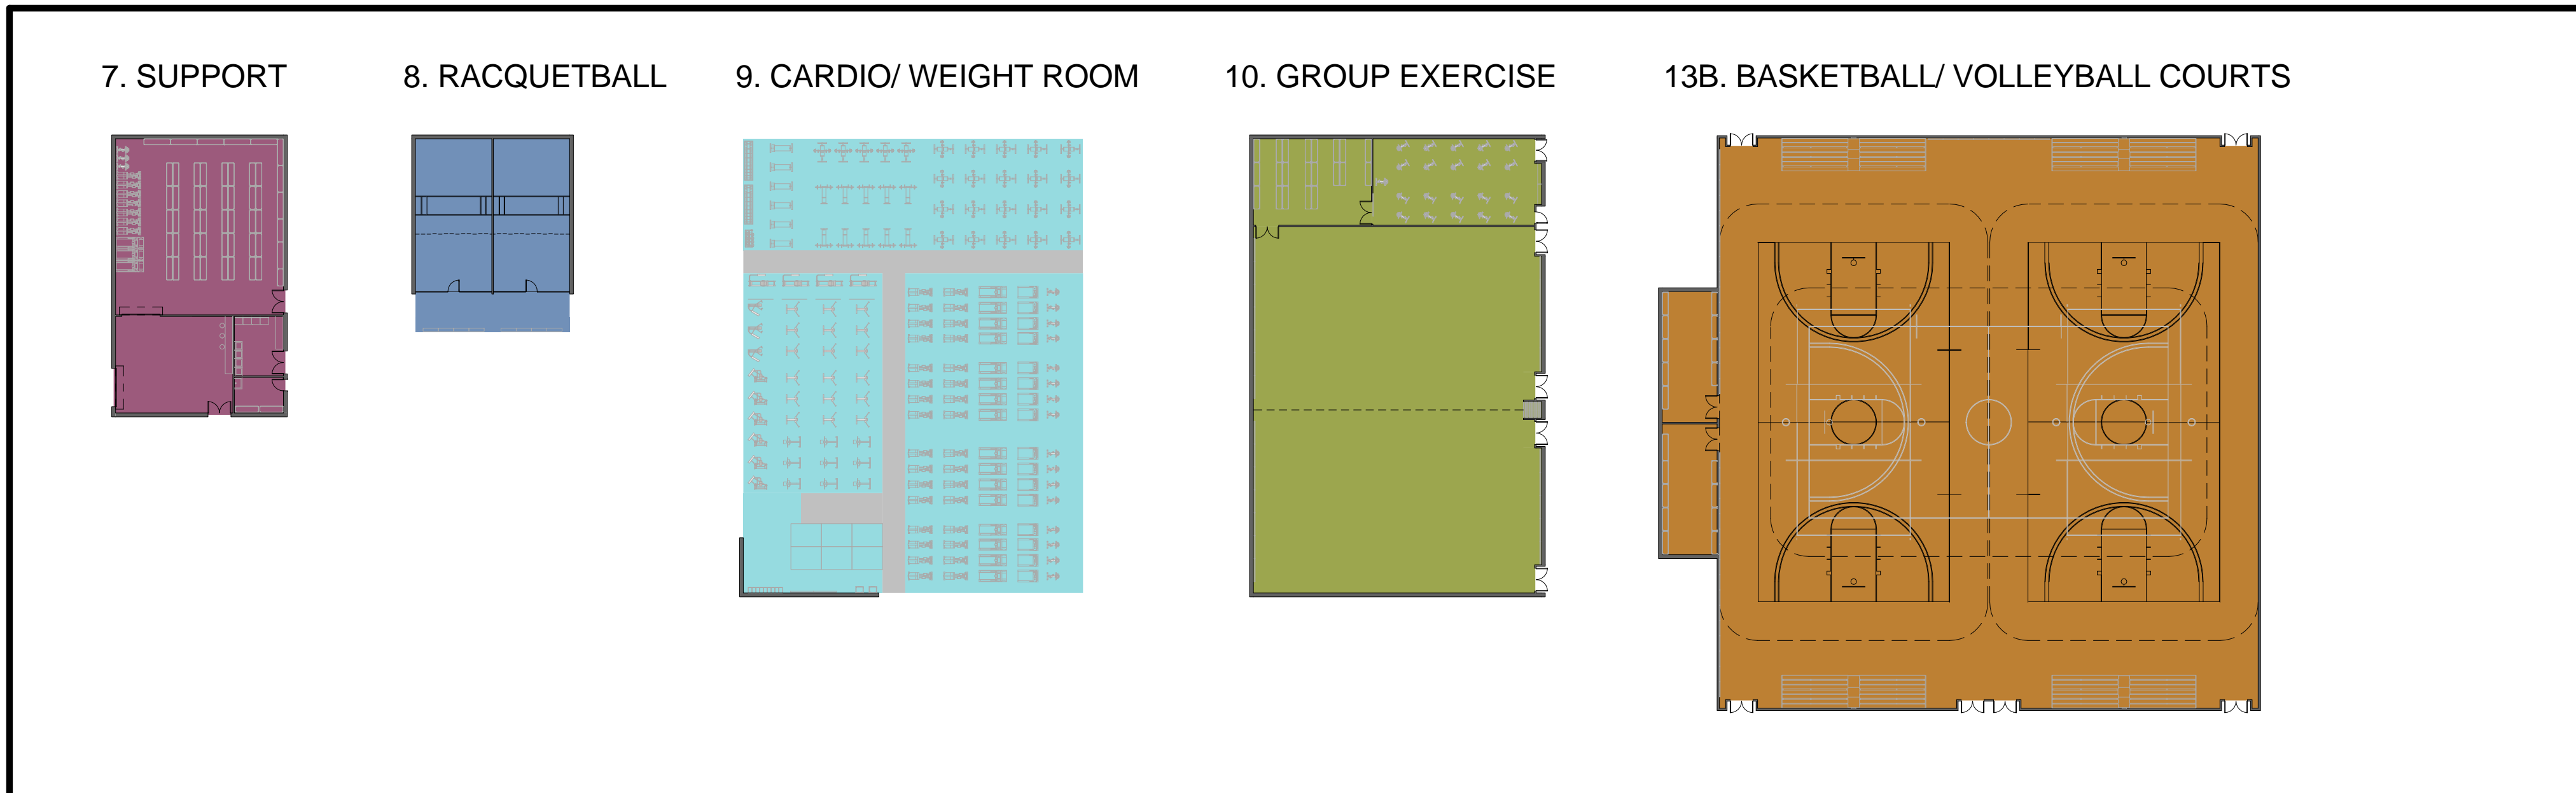 7. SUPPORT
8. RACQUETBALL
9. CARDIO/ WEIGHT ROOM
10. GROUP EXERCISE
13B. BASKETBALL/ VOLLEYBALL COURTS